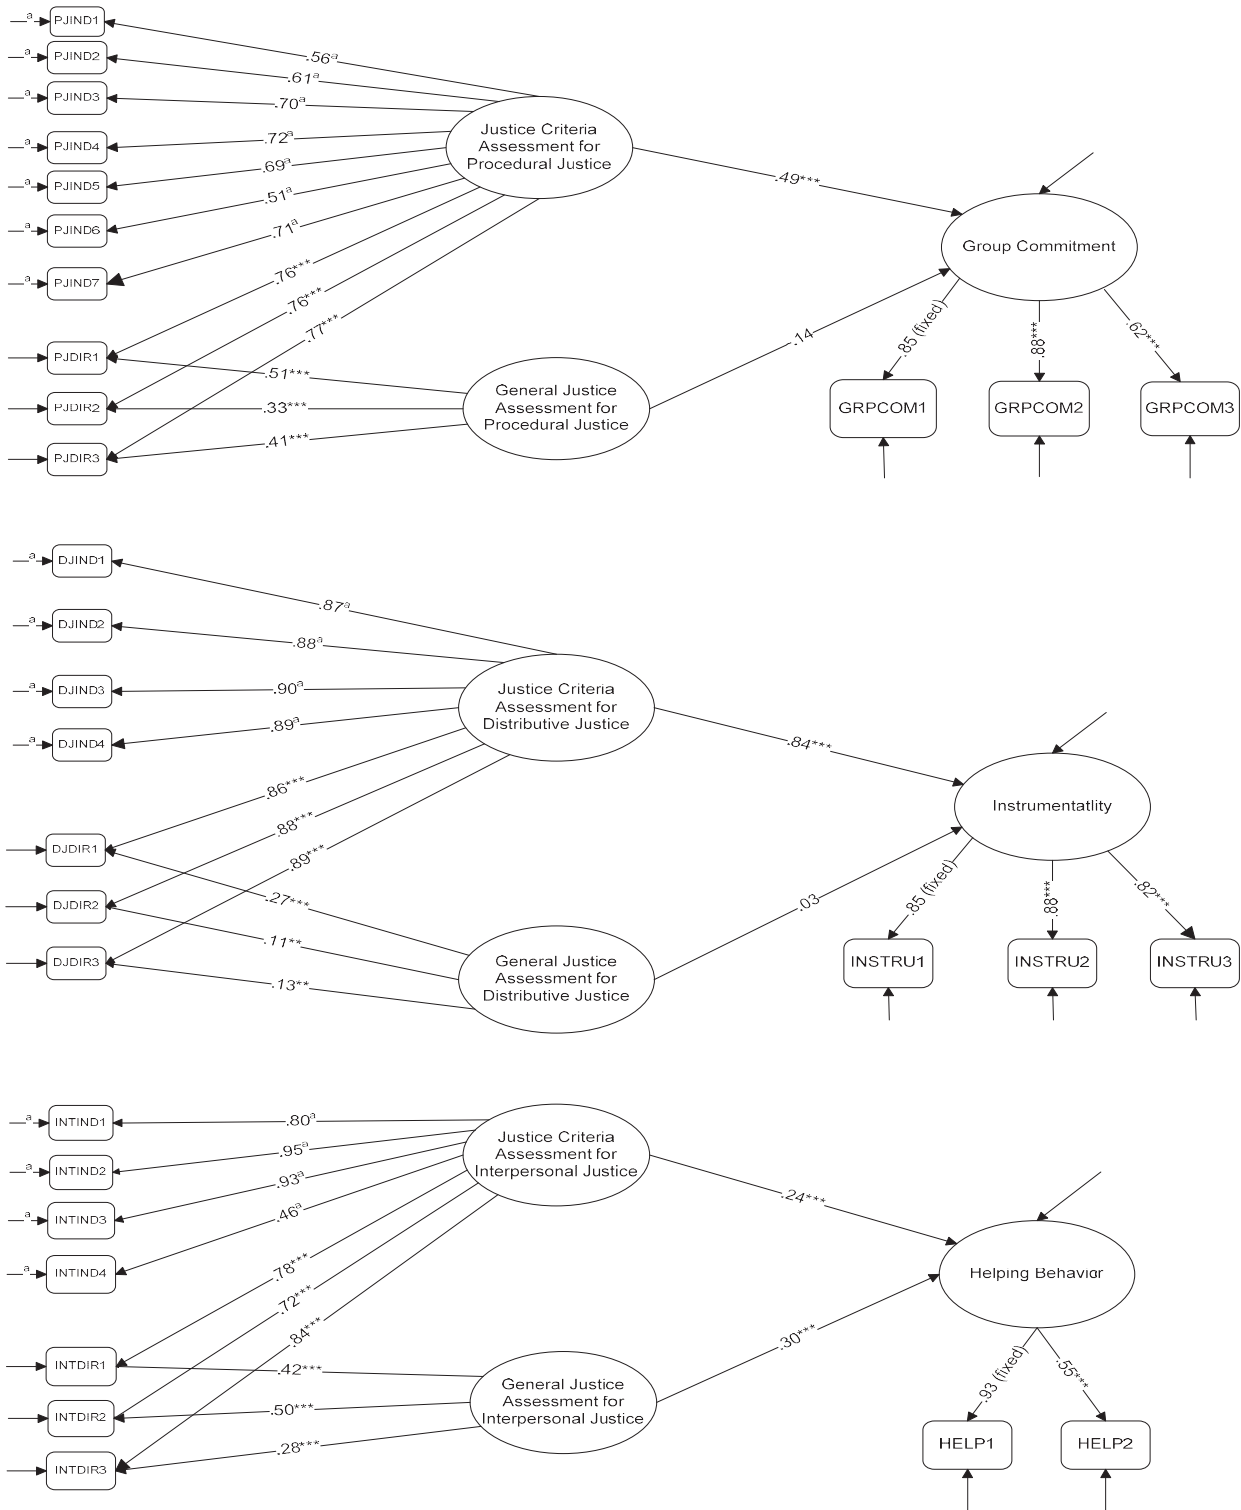 a
PJIND1
.56a
a
PJIND2
.61a
a
PJIND3
.70a
a
PJIND4
.72a
a
PJIND5
.69a
a
PJIND6
.51a
a
PJIND7
.71a
Justice Criteria
Assessment for
Procedural Justice
.49***
Group Commitment
PJDIR1
.76***
PJDIR2
.76***
PJDIR3
.77***
.51***
.33***
.41***
General Justice
Assessment for
Procedural Justice
.14
.85 (fixed)
.88***
.62***
GRPCOM1
GRPCOM2
GRPCOM3
a
DJIND1
.87a
a
DJIND2
.88a
a
DJIND3
.90a
a
DJIND4
.89a
Justice Criteria
Assessment for
Distributive Justice
.84***
Instrumentatlity
DJDIR1
.86***
DJDIR2
.88***
DJDIR3
.89***
.27***
.11**
.13**
General Justice
Assessment for
Distributive Justice
.03
.85 (fixed)
.88***
.82***
INSTRU1
INSTRU2
INSTRU3
a
INTIND1
.80a
a
INTIND2
.95a
a
INTIND3
.93a
a
INTIND4
.46a
Justice Criteria
Assessment for
Interpersonal Justice
.24***
Helping Behavior
INTDIR1
.78***
INTDIR2
.72***
INTDIR3
.84***
.42***
.50***
.28***
General Justice
Assessment for
Interpersonal Justice
.30***
.93 (fixed)
.55***
HELP1
HELP2